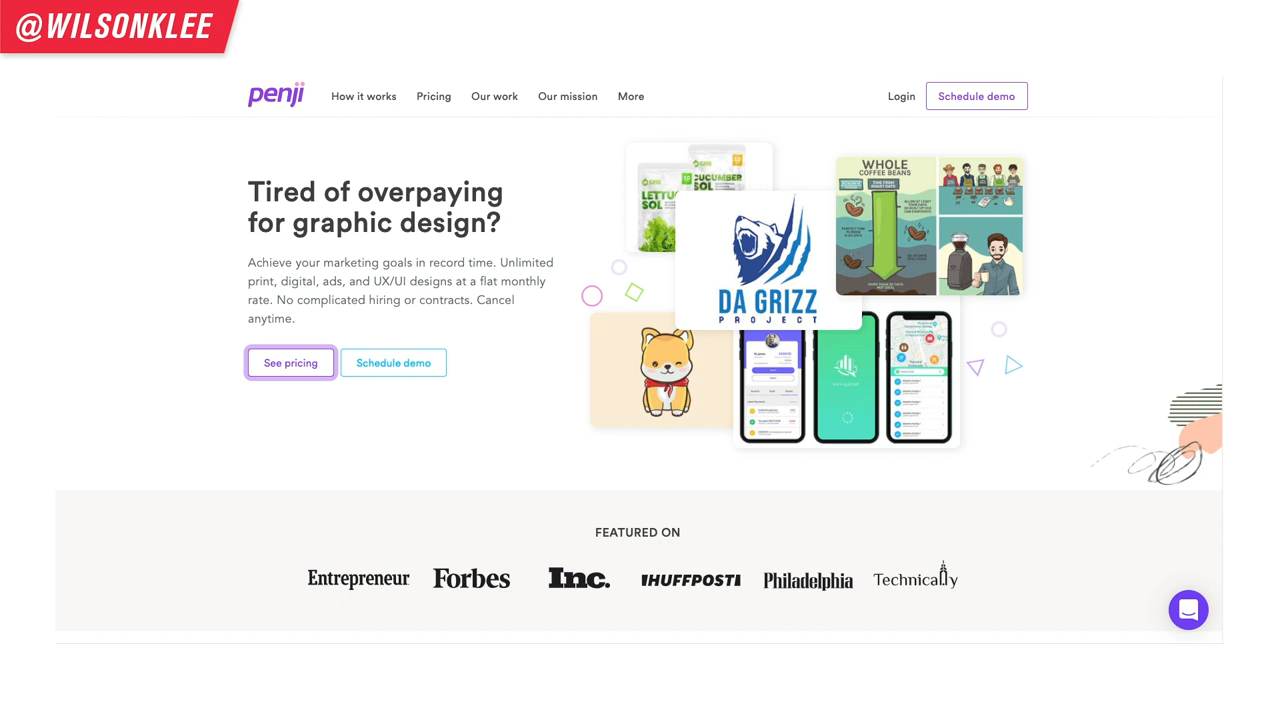 @WILSONKLEE
penji
How it works
Pricing
Our work
Our mission
More
Login
Schedule demo
Tired of overpaying
for graphic design?
Achieve your marketing goals in record time. Unlimited
print, digital, ads, and UX/UI designs at a flat monthly
rate. No complicated hiring or contracts. Cancel
anytime.
See pricing
Schedule demo
CUCUMBER
SOL
DA GRIZZ
PROJECT
WHOLE
COFFEE BEANS
FEATURED ON
Entrepreneur
Forbes
Inc.
HUFFPOST
Philadelphia
Technically